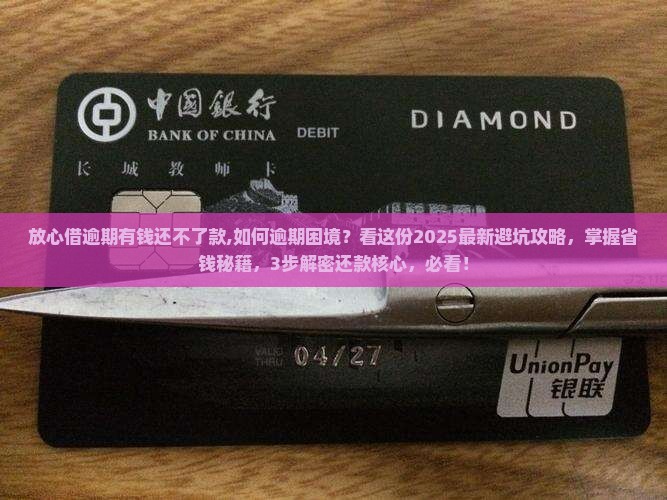 中國銀行
BANK OF CHINA
DEBIT
DIAMOND
长城教师卡
放心借逾期有钱还不了款,如何逾期困境？看这份2025最新避坑攻略，掌握省
钱秘籍，3步解密还款核心，必看！
VALID
THRU
04/27
UnionPay
银联